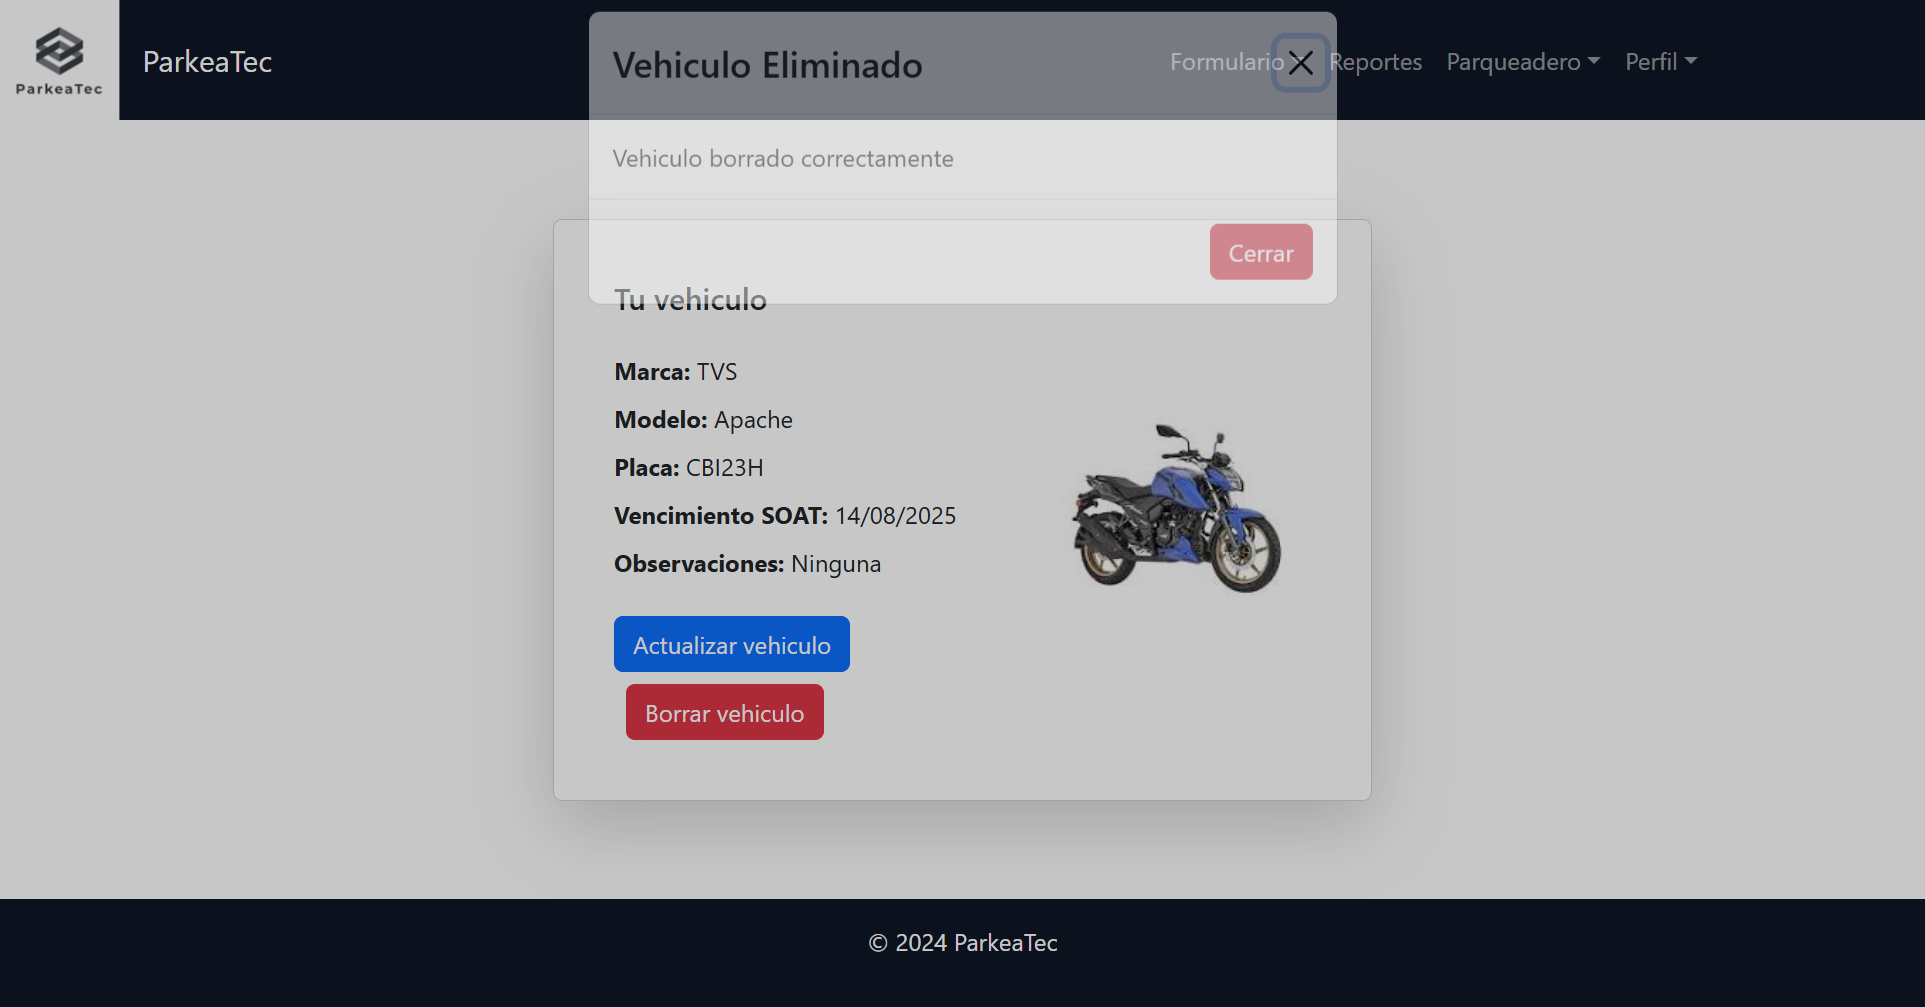 ParkeaTec
ParkeaTec
Formulario Reportes Parqueadero Perfil
Vehiculo Eliminado
Vehiculo borrado correctamente
Cerrar
Tu vehiculo
Marca: TVS
Modelo: Apache
Placa: CBI23H
Vencimiento SOAT: 14/08/2025
Observaciones: Ninguna
Actualizar vehiculo
Borrar vehiculo
© 2024 ParkeaTec